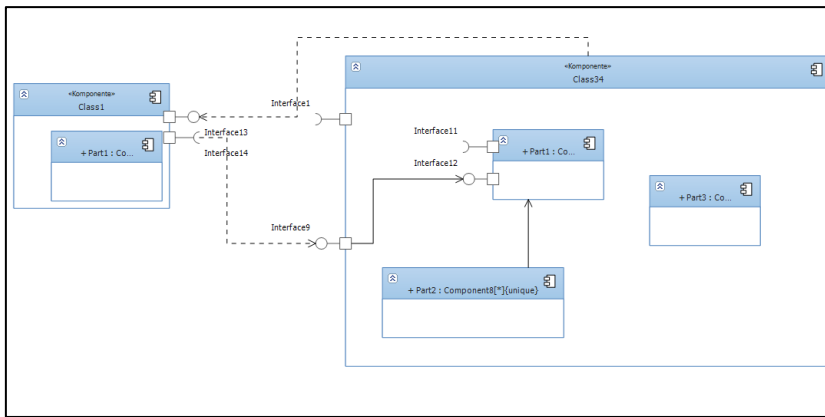 «Komponente»
Class1
+ Part1 : Co...
Interface13
Interface14
Interface1
Interface9
«Komponente»
Class34
Interface11
Interface12
+ Part1 : Co...
+ Part3 : Co...
+ Part2 : Component8[*]{unique}